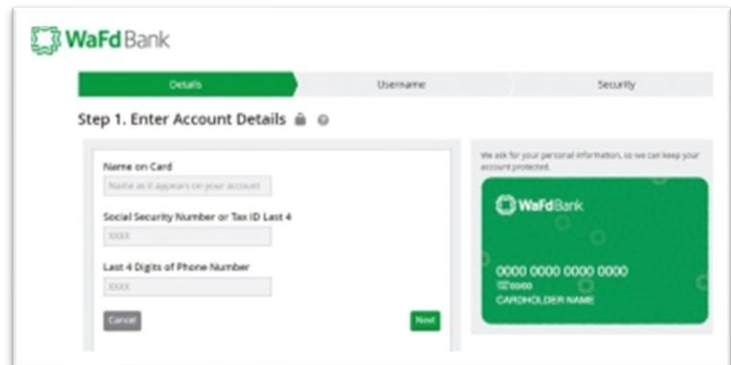 WaFd Bank
Details Username Security
Step 1. Enter Account Details
We ask for your personal information, so we can keep your
account protected.
Name on Card
Name as it appears on your account
Social Security Number or Tax ID Last 4
XXXX
Last 4 Digits of Phone Number
XXXX
Cancel Next
WaFd Bank
0000 0000 0000 0000
00/00
CARDHOLDER NAME